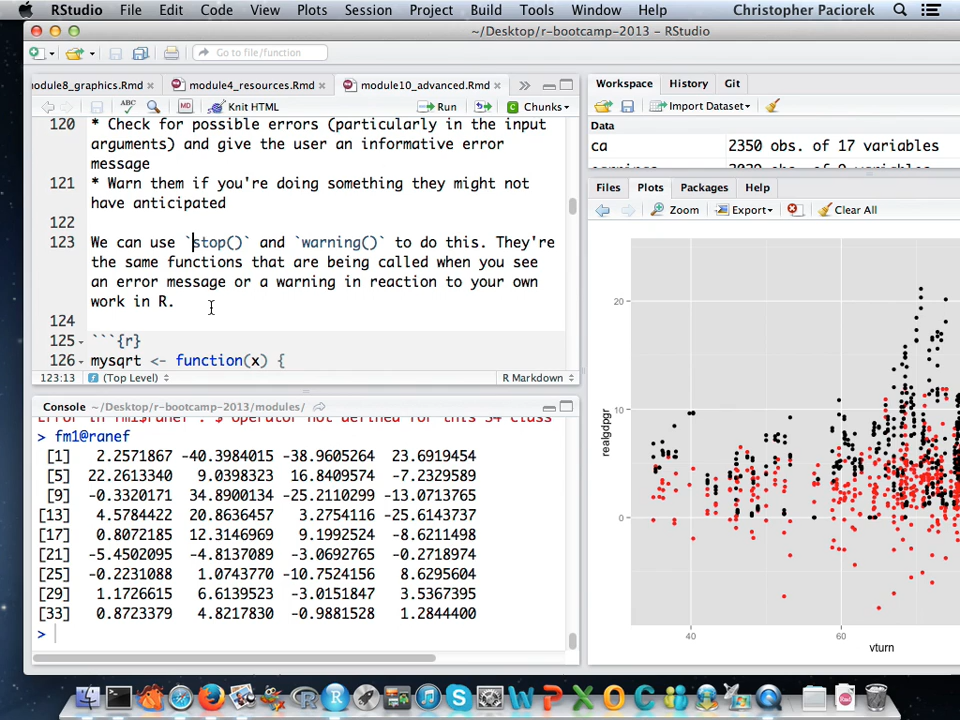 RStudio File Edit Code View Plots Session Project Build Tools Window Help Christopher Paciorek
~/Desktop/r-bootcamp-2013 - RStudio
Go to file/function
odule8_graphics.Rmd module4_resources.Rmd module10_advanced.Rmd
ABC MD Knit HTML Run Chunks
120 * Check for possible errors (particularly in the input
arguments) and give the user an informative error
message
121 * Warn them if you're doing something they might not
have anticipated
122
123 We can use `stop()` and `warning()` to do this. They're
the same functions that are being called when you see
an error message or a warning in reaction to your own
work in R.
124
125 ```{r}
126 mysqrt <- function(x) {
123:13 (Top Level) R Markdown
Console ~/Desktop/r-bootcamp-2013/modules/
> fm1@ranef
[1] 2.2571867 -40.3984015 -38.9605264 23.6919454
[5] 22.2613340 9.0398323 16.8409574 -7.2329589
[9] -0.3320171 34.8900134 -25.2110299 -13.0713765
[13] 4.5784422 20.8636457 3.2754116 -25.6143737
[17] 0.8072185 12.3146969 9.1992524 -8.6211498
[21] -5.4502095 -4.8137089 -3.0692765 -0.2718974
[25] -0.2231088 1.0743770 -10.7524156 8.6295604
[29] 1.1726615 6.6139523 -3.0151847 3.5367395
[33] 0.8723379 4.8217830 -0.9881528 1.2844400
>
Workspace History Git
Import Dataset
Data
ca 2350 obs. of 17 variables
Files Plots Packages Help
Zoom Export Clear All
20
10
0
realgdpgr
40 60
vturn